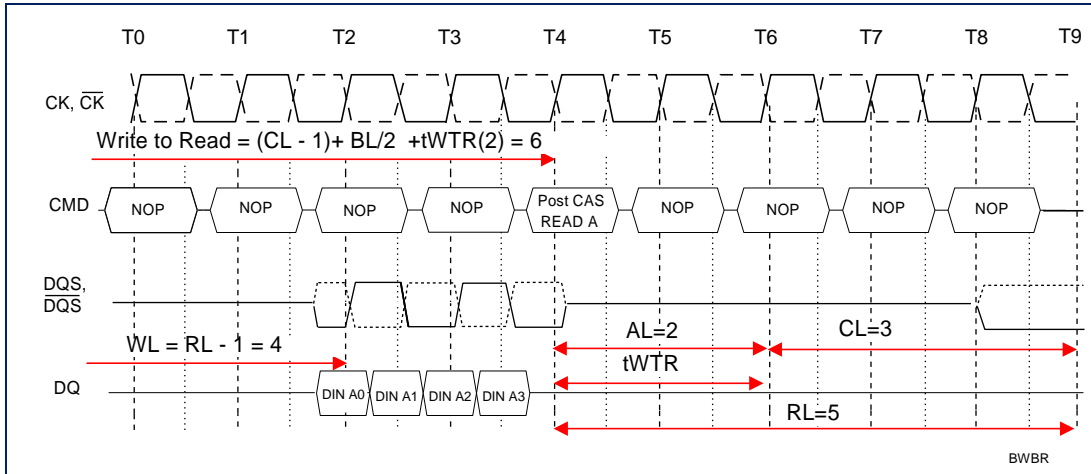 T0 T1 T2 T3 T4 T5 T6 T7 T8 T9
CK, CK
Write to Read = (CL - 1)+ BL/2 +tWTR(2) = 6
CMD NOP NOP NOP NOP Post CAS READ A NOP NOP NOP NOP
DQS,
DQS
AL=2 CL=3
WL = RL - 1 = 4
tWTR
DQ DIN A0 DIN A1 DIN A2 DIN A3
RL=5
BWBR